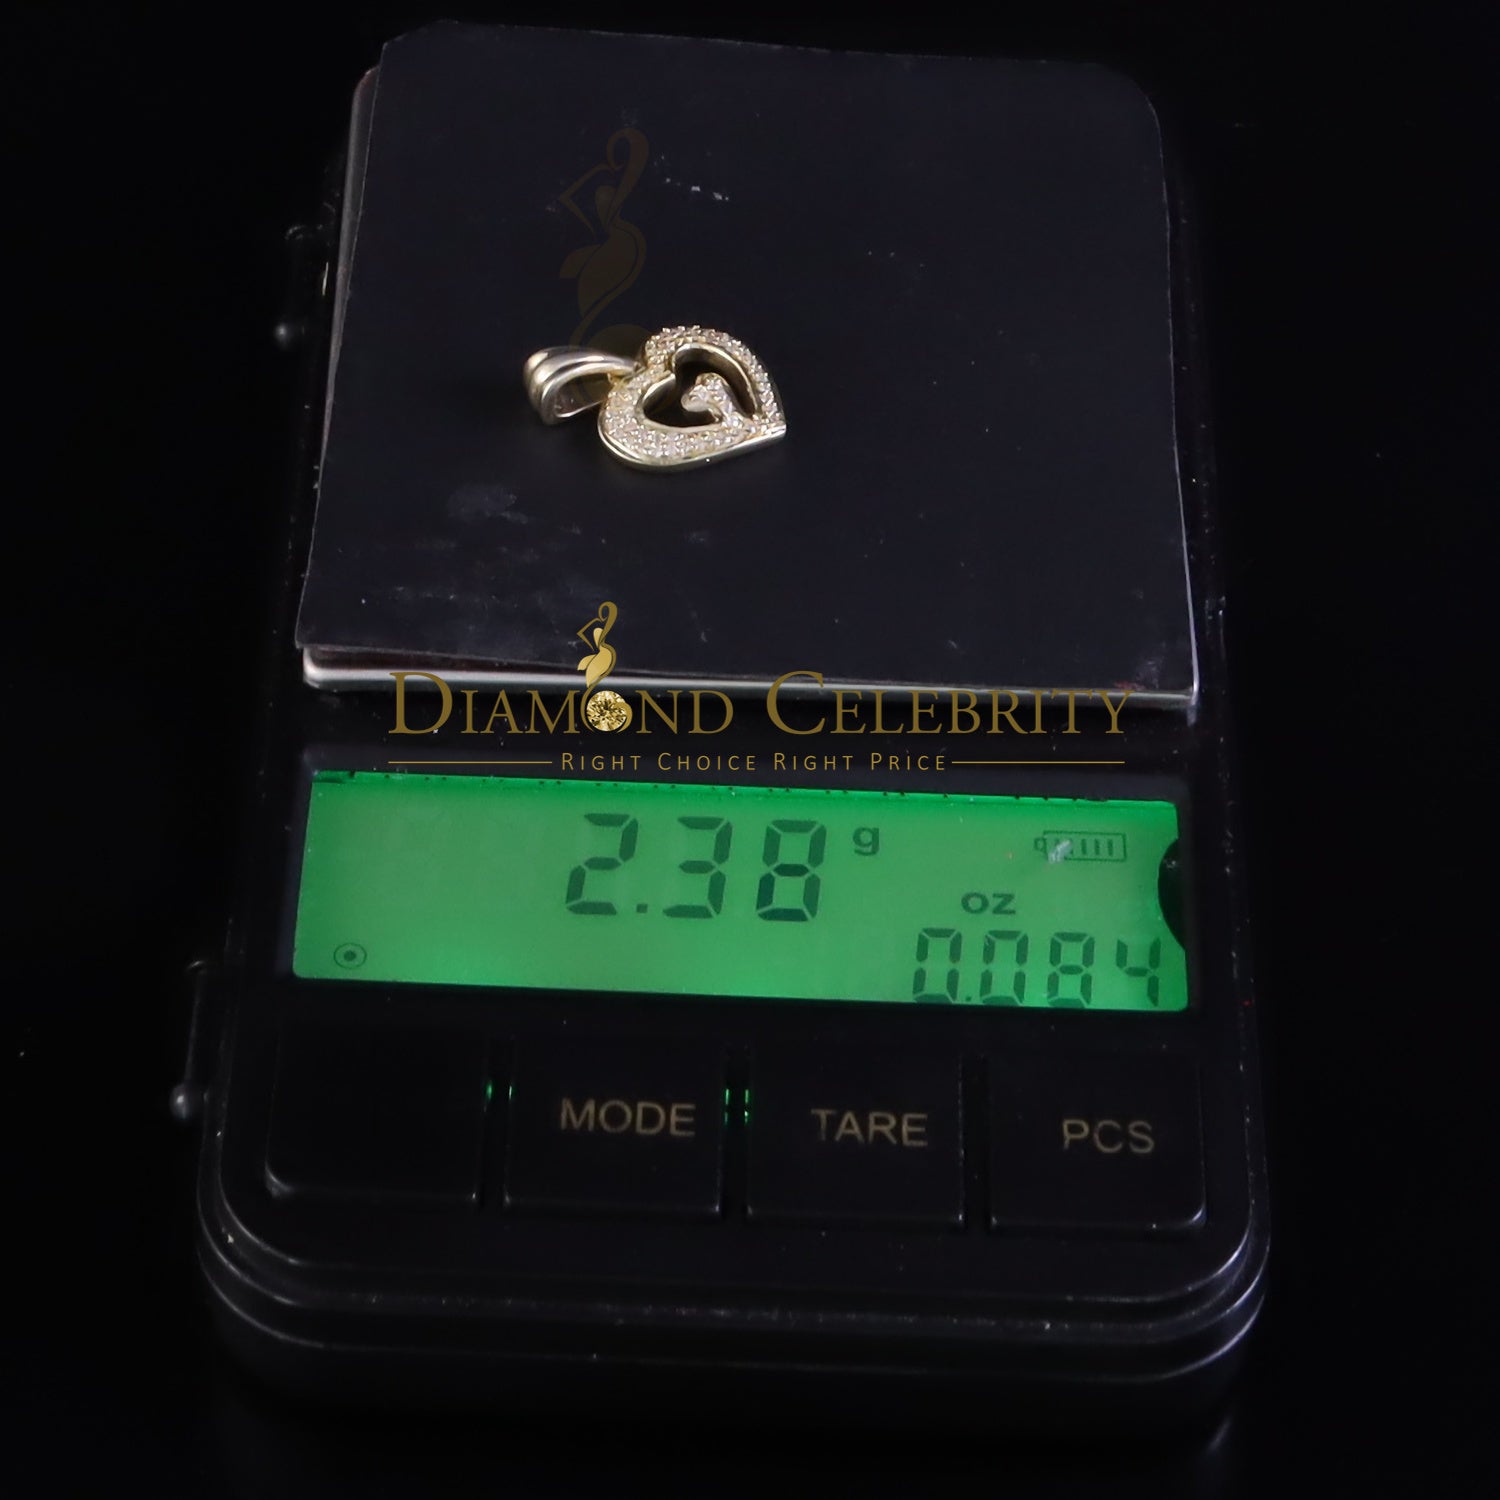 DIAMOND CELEBRITY
RIGHT CHOICE RIGHT PRICE
2.38 g
oz
0.084
MODE TARE PCS